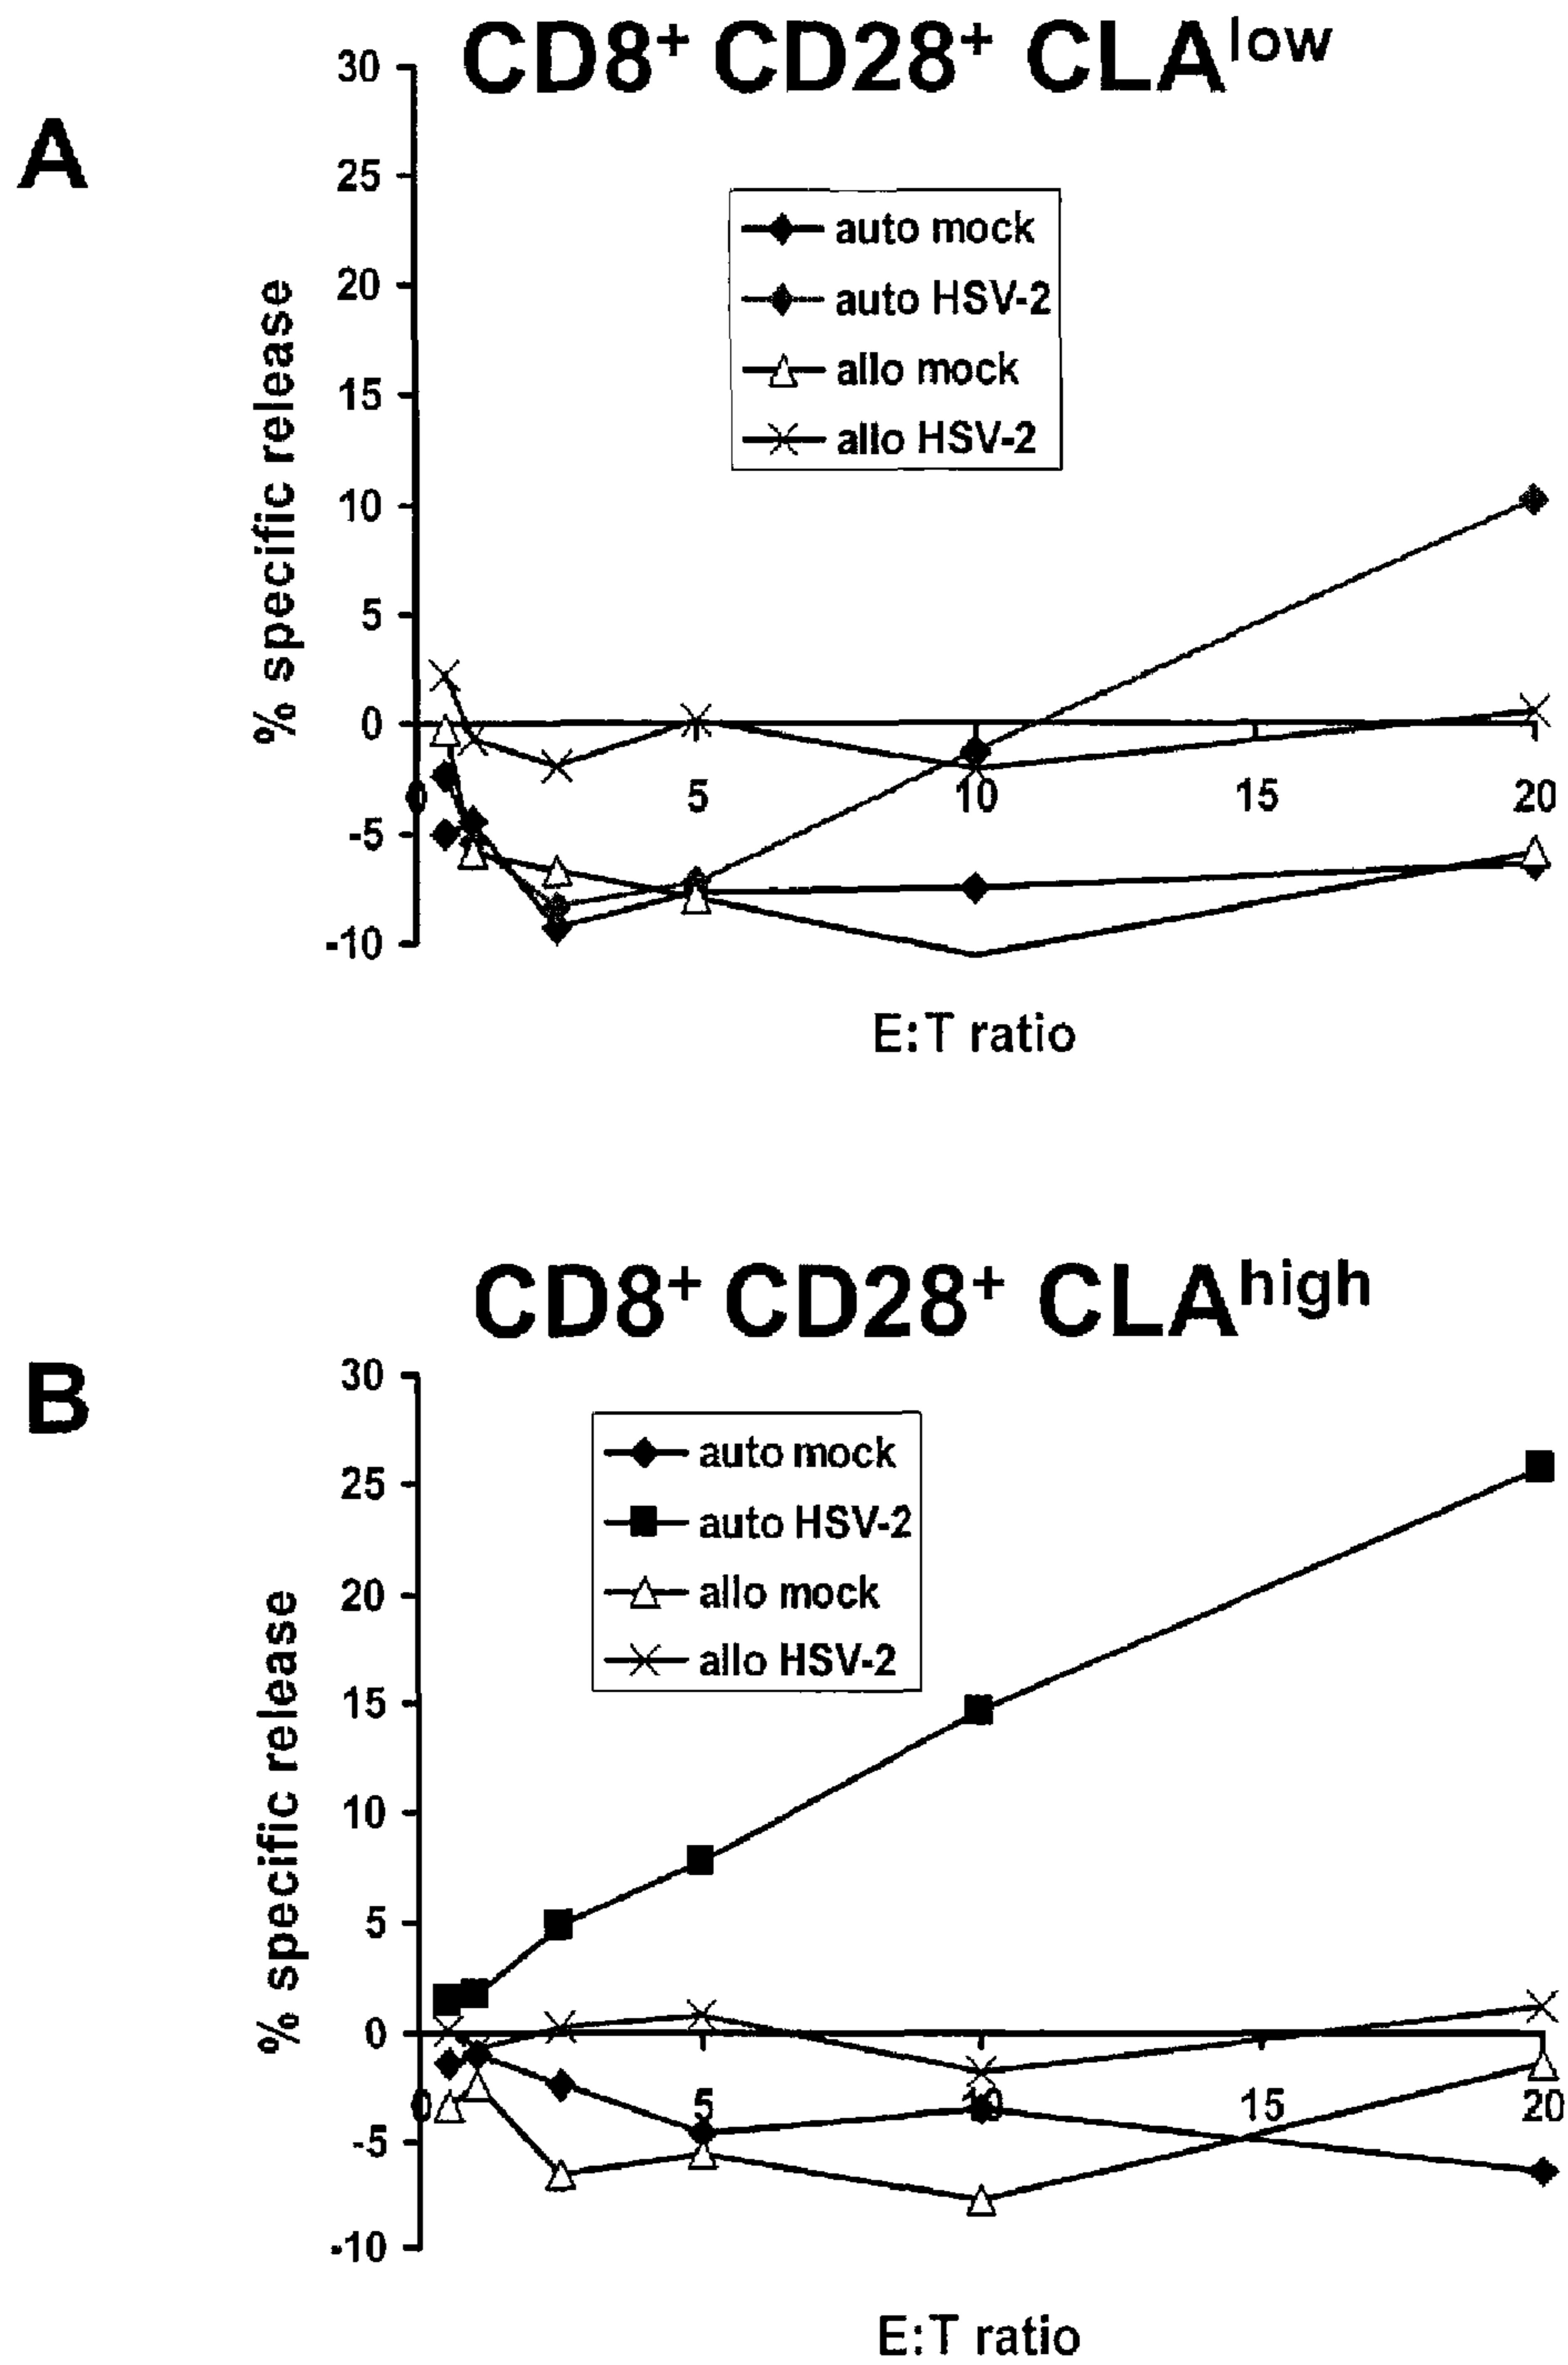 CD8+ CD28+ CLAlow
A
30
25
20
15
10
5
0
-5
-10
% specific release
auto mock
auto HSV-2
allo mock
allo HSV-2
0 5 10 15 20
E:T ratio
CD8+ CD28+ CLAhigh
B
30
25
20
15
10
5
0
-5
-10
% specific release
auto mock
auto HSV-2
allo mock
allo HSV-2
0 5 10 15 20
E:T ratio